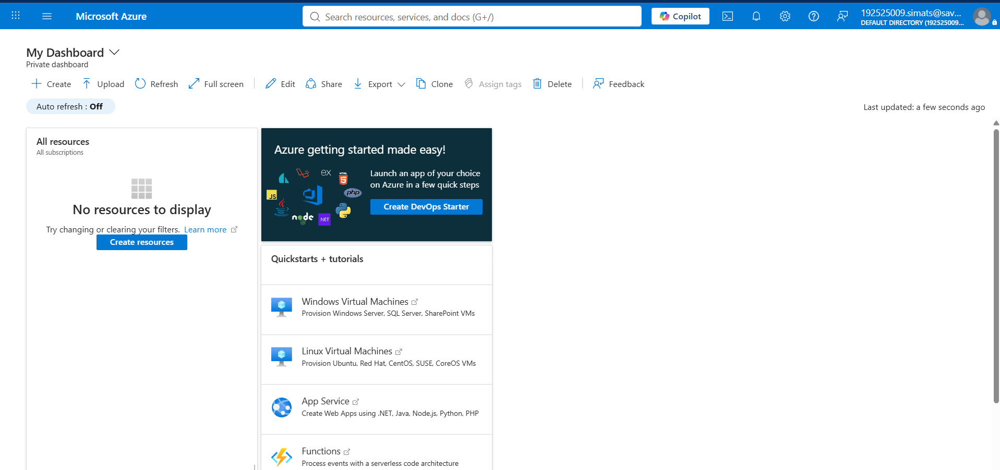 Microsoft Azure
Search resources, services, and docs (G+/)
Copilot
192525009.simats@sav...
DEFAULT DIRECTORY (192525009...
My Dashboard
Private dashboard
Create Upload Refresh Full screen Edit Share Export Clone Assign tags Delete Feedback
Auto refresh : Off
Last updated: a few seconds ago
All resources
All subscriptions
No resources to display
Try changing or clearing your filters. Learn more
Create resources
Azure getting started made easy!
Launch an app of your choice
on Azure in a few quick steps
Create DevOps Starter
ex
HTML
5
JS
php
node
JS
.NET
Quickstarts + tutorials
Windows Virtual Machines
Provision Windows Server, SQL Server, SharePoint VMs
Linux Virtual Machines
Provision Ubuntu, Red Hat, CentOS, SUSE, CoreOS VMs
App Service
Create Web Apps using .NET, Java, Node.js, Python, PHP
Functions
Process events with a serverless code architecture